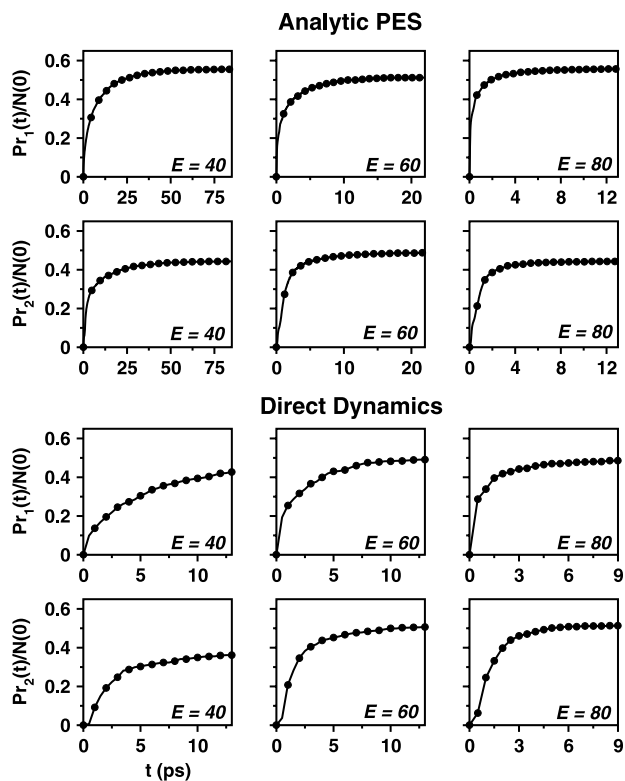 Analytic PES
Pr₁(t)/N(0)
0.6
0.4
0.2
0
E = 40
0 25 50 75
E = 60
0 10 20
E = 80
0 4 8 12
Pr₂(t)/N(0)
0.6
0.4
0.2
0
E = 40
0 25 50 75
E = 60
0 10 20
E = 80
0 4 8 12
Direct Dynamics
Pr₁(t)/N(0)
0.6
0.4
0.2
0
E = 40
0 5 10
E = 60
0 5 10
E = 80
0 3 6 9
Pr₂(t)/N(0)
0.6
0.4
0.2
0
E = 40
0 5 10
E = 60
0 5 10
E = 80
0 3 6 9
t (ps)